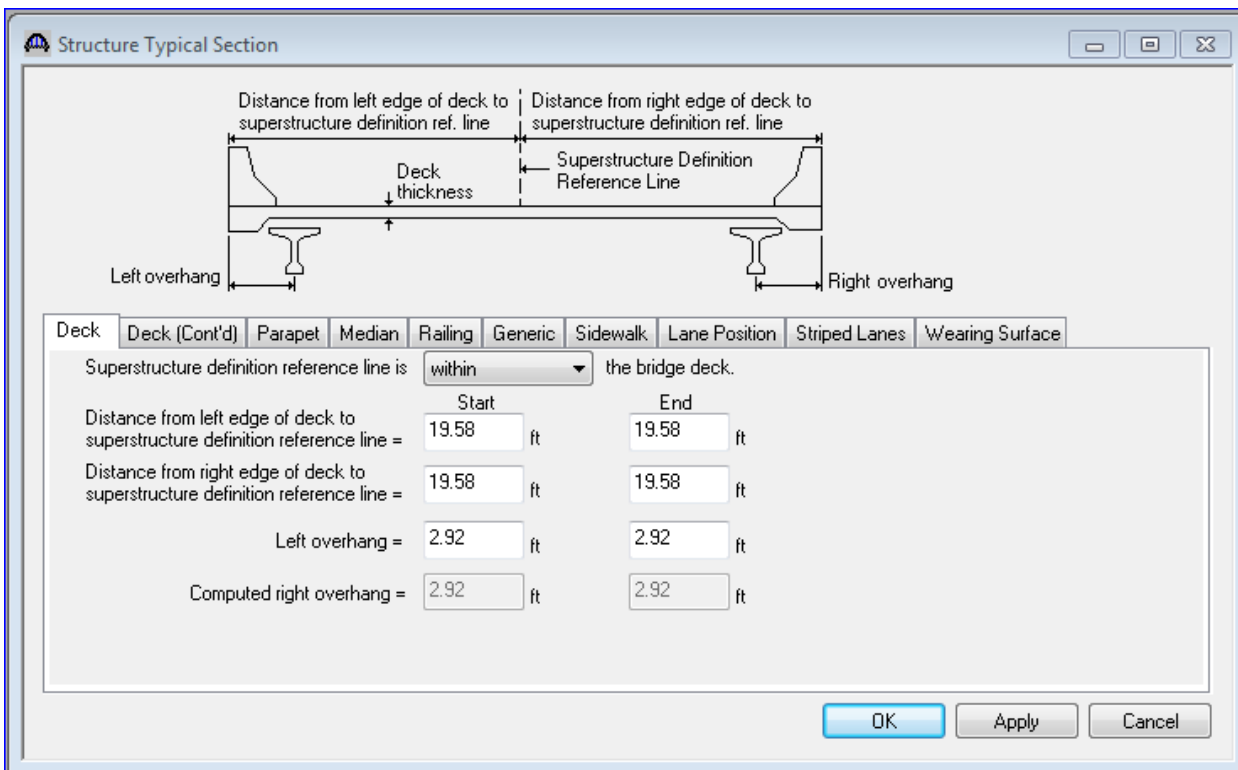 Structure Typical Section
Distance from left edge of deck to
superstructure definition ref. line
Distance from right edge of deck to
superstructure definition ref. line
Deck
thickness
Superstructure Definition
Reference Line
Left overhang
Right overhang
Deck Deck (Cont'd) Parapet Median Railing Generic Sidewalk Lane Position Striped Lanes Wearing Surface
Superstructure definition reference line is within the bridge deck.
Start End
Distance from left edge of deck to
superstructure definition reference line = 19.58 ft 19.58 ft
Distance from right edge of deck to
superstructure definition reference line = 19.58 ft 19.58 ft
Left overhang = 2.92 ft 2.92 ft
Computed right overhang = 2.92 ft 2.92 ft
OK Apply Cancel